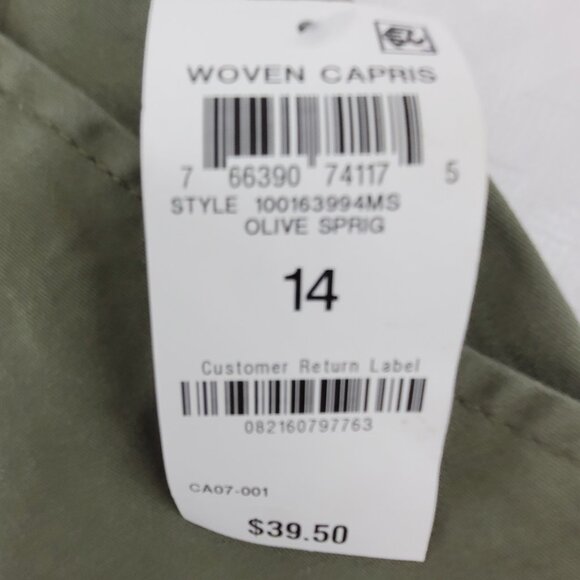 WOVEN CAPRIS
7 66390 74117 5
STYLE 100163994MS
OLIVE SPRIG
14
Customer Return Label
082160797763
CA07-001
$39.50